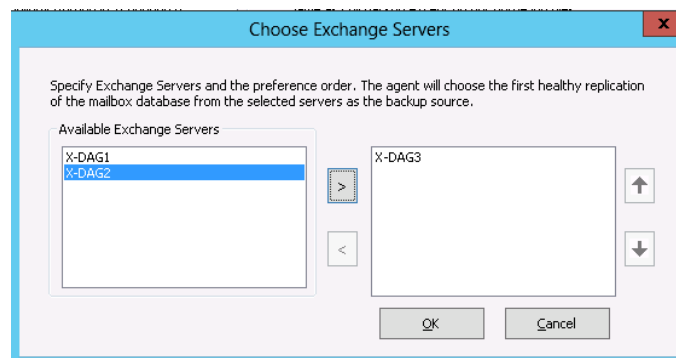 Choose Exchange Servers
x
Specify Exchange Servers and the preference order. The agent will choose the first healthy replication
of the mailbox database from the selected servers as the backup source.
Available Exchange Servers
X-DAG1
X-DAG2
X-DAG3
>
<
OK
Cancel